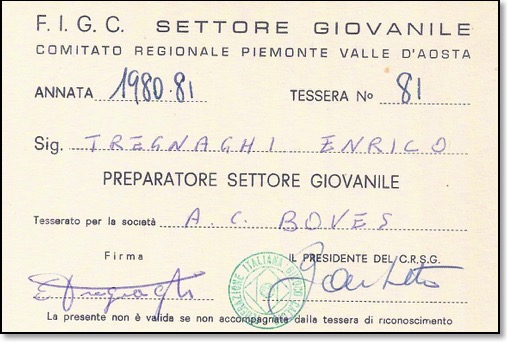 F.I.G.C. SETTORE GIOVANILE
COMITATO REGIONALE PIEMONTE VALLE D'AOSTA
ANNATA 1980·81 TESSERA No 81
Sig. TREGNAGHI ENRICO
PREPARATORE SETTORE GIOVANILE
Tesserato per la società A.C. BOVES
Firma IL PRESIDENTE DEL C.R.S.G.
E Tregnaghi
La presente non è valida se non accompagnata dalla tessera di riconoscimento